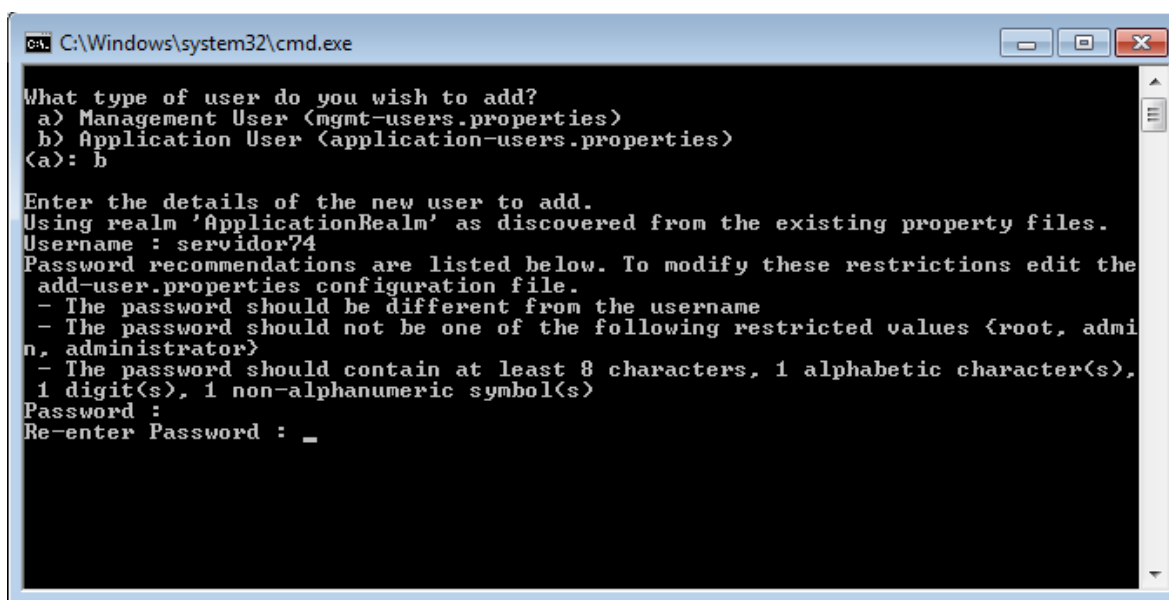 C:\Windows\system32\cmd.exe
What type of user do you wish to add?
a) Management User (mgmt-users.properties)
b) Application User (application-users.properties)
(a): b
Enter the details of the new user to add.
Using realm 'ApplicationRealm' as discovered from the existing property files.
Username : servidor74
Password recommendations are listed below. To modify these restrictions edit the
add-user.properties configuration file.
- The password should be different from the username
- The password should not be one of the following restricted values {root, admi
n, administrator}
- The password should contain at least 8 characters, 1 alphabetic character(s),
1 digit(s), 1 non-alphanumeric symbol(s)
Password :
Re-enter Password : _